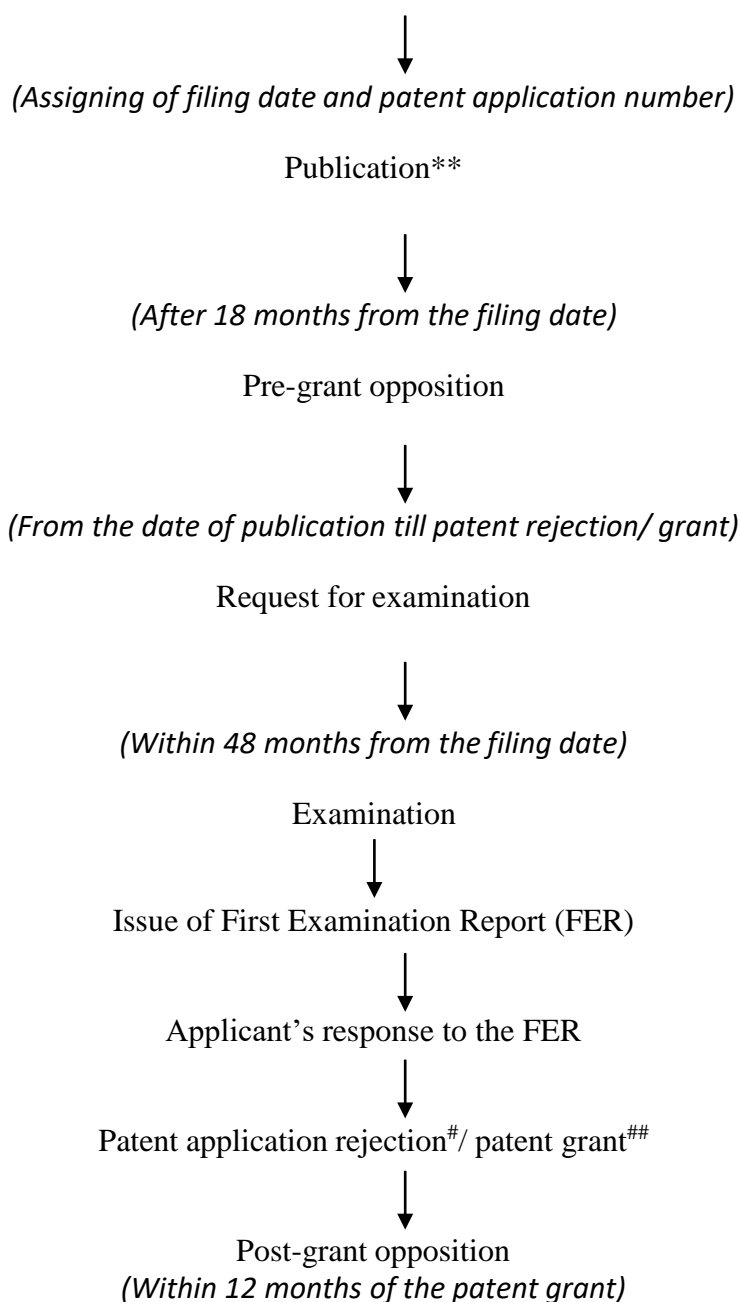 (Assigning of filing date and patent application number)
Publication**
(After 18 months from the filing date)
Pre-grant opposition
(From the date of publication till patent rejection/ grant)
Request for examination
(Within 48 months from the filing date)
Examination
Issue of First Examination Report (FER)
Applicant’s response to the FER
Patent application rejection#/ patent grant##
Post-grant opposition
(Within 12 months of the patent grant)